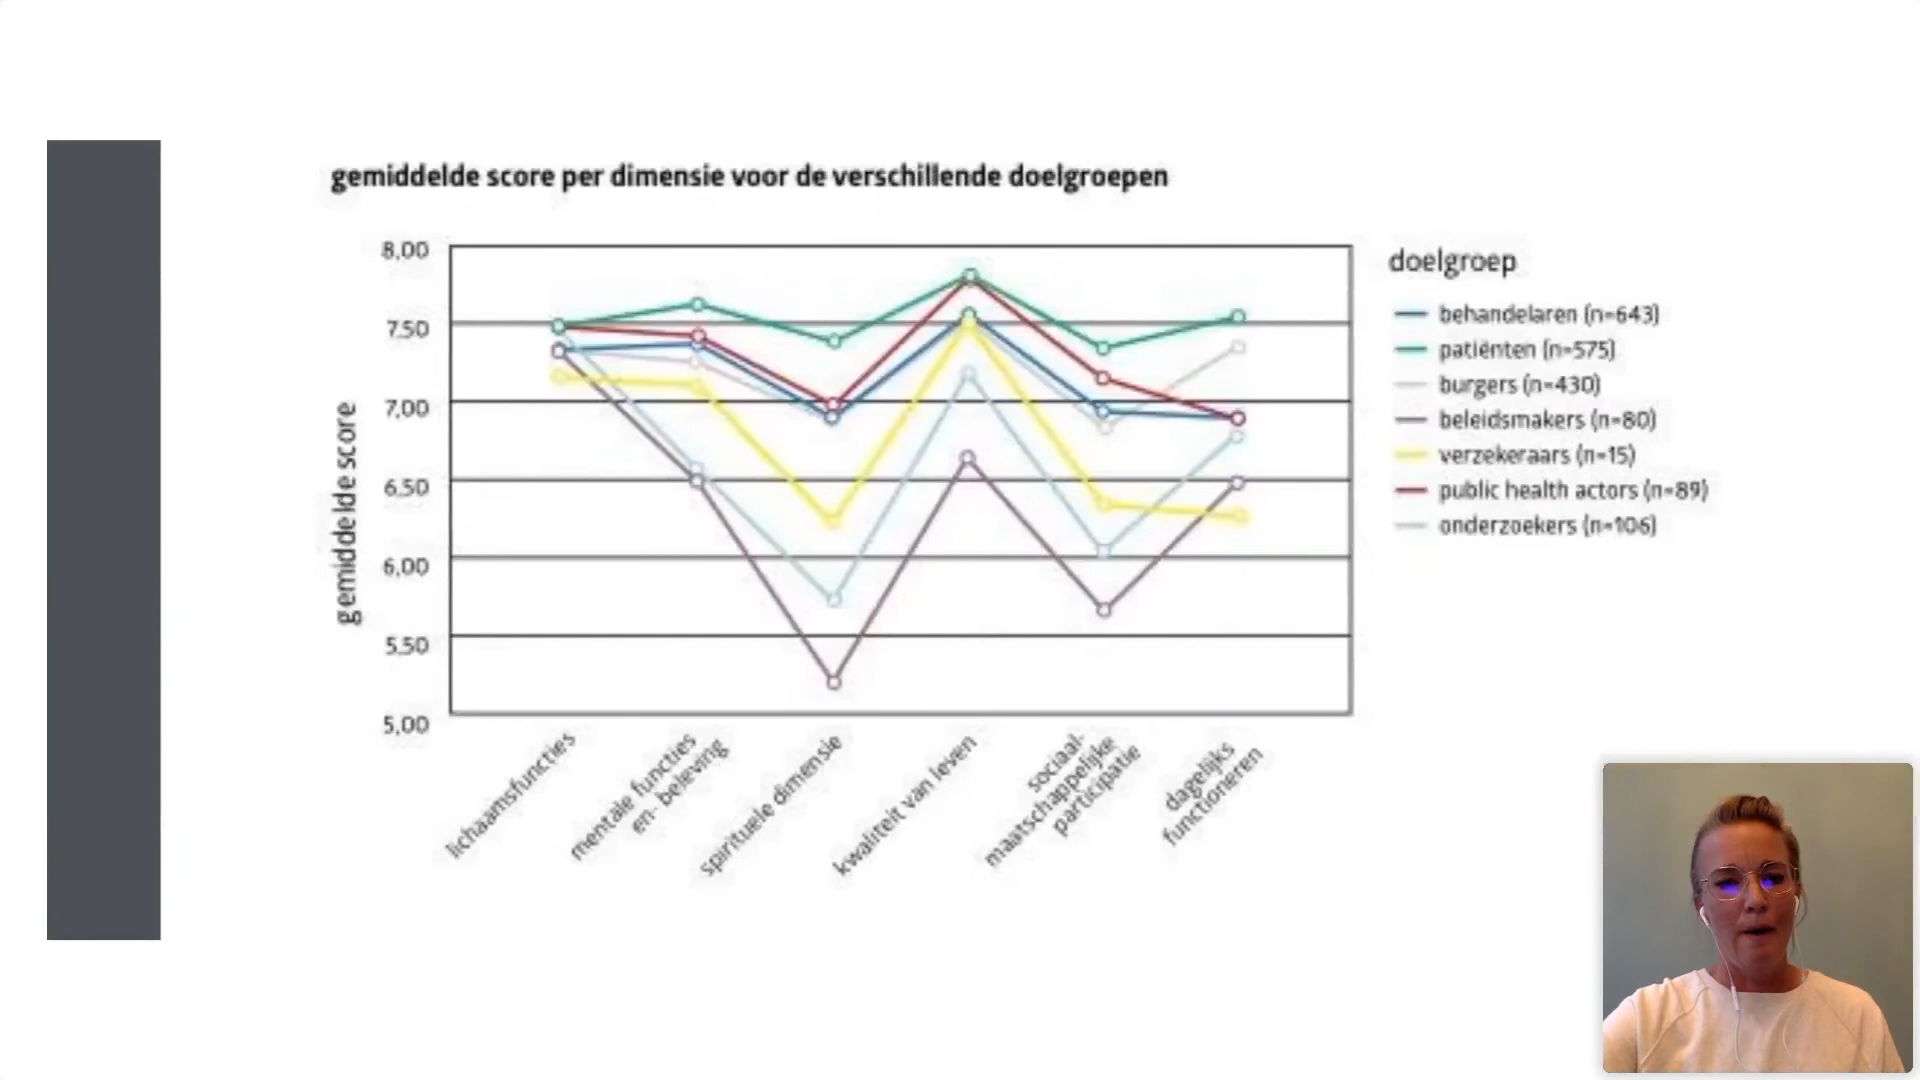 gemiddelde score per dimensie voor de verschillende doelgroepen
8,00
7,50
7,00
6,50
6,00
5,50
5,00
gemiddelde score
lichaamsfuncties
mentale functies
en- beleving
spirituele dimensie
kwaliteit van leven
sociaal-
maatschappelijke
participatie
dagelijks
functioneren
doelgroep
behandelaren (n=643)
patiënten (n=575)
burgers (n=430)
beleidsmakers (n=80)
verzekeraars (n=15)
public health actors (n=89)
onderzoekers (n=106)